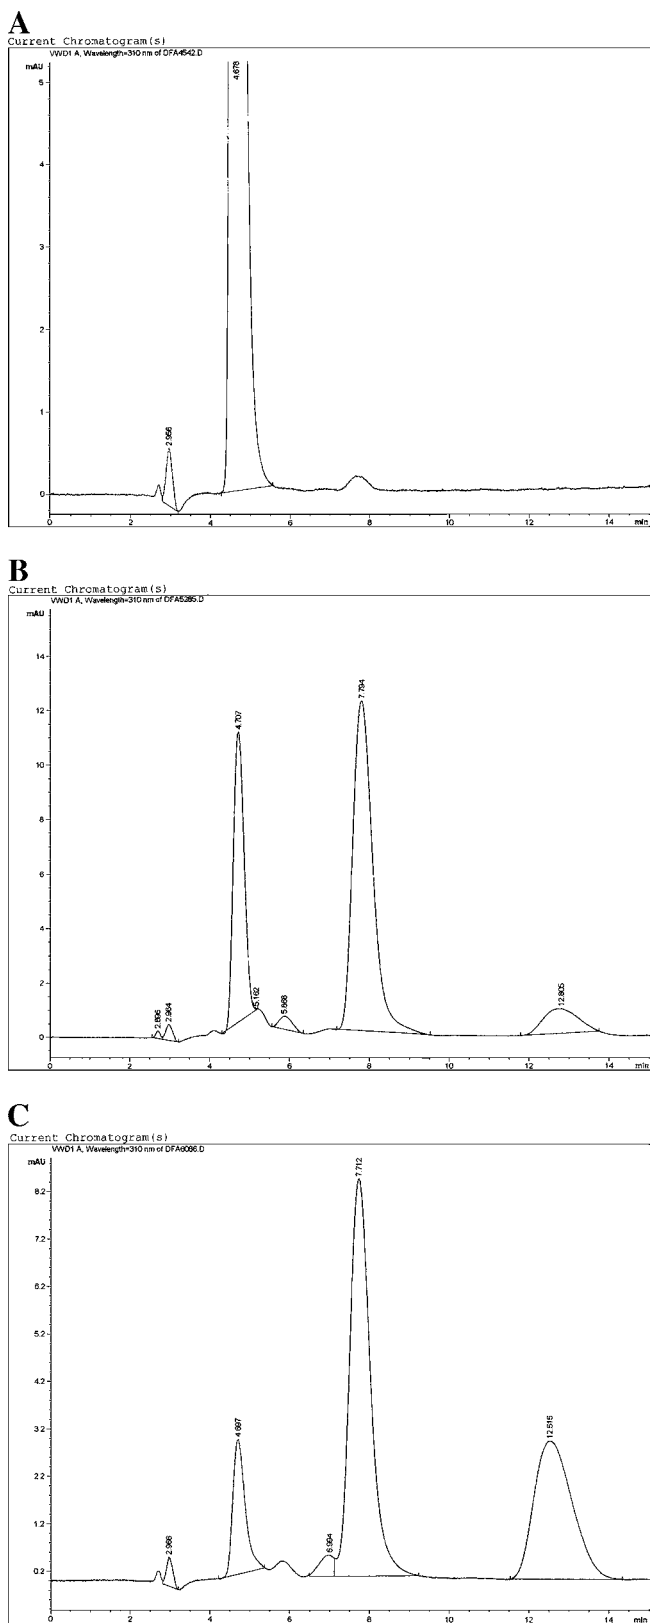 A
Current Chromatogram(s)
VWD1 A, Wavelength=310 nm of DFA4542.D
mAU
4.678
5
4
3
2
1
2.956
0
0 2 4 6 8 10 12 14 min
B
Current Chromatogram(s)
VWD1 A, Wavelength=310 nm of DFA5285.D
mAU
14
7.794
12
4.707
10
8
6
4
2
5.162
5.868
12.805
2.964
0
0 2 4 6 8 10 12 14 min
C
Current Chromatogram(s)
VWD1 A, Wavelength=310 nm of DFA6086.D
mAU
7.712
8.2
7.2
6.2
5.2
4.2
3.2
4.697
12.515
2.2
1.2
2.966
6.994
0.2
0 2 4 6 8 10 12 14 min